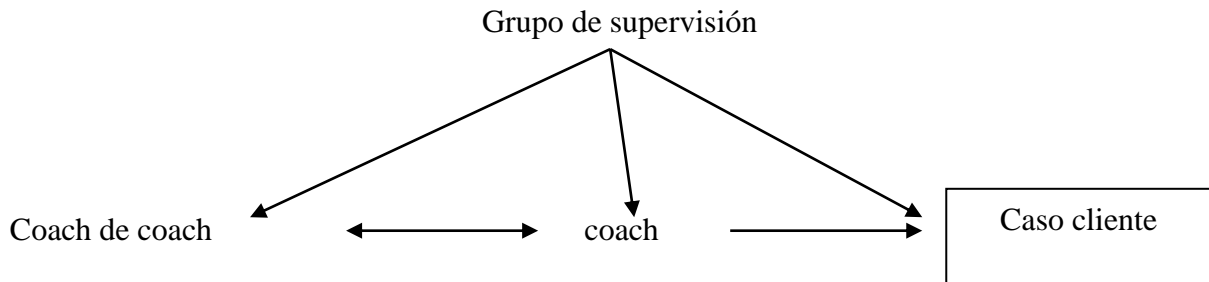 Grupo de supervisión
Coach de coach
coach
Caso cliente